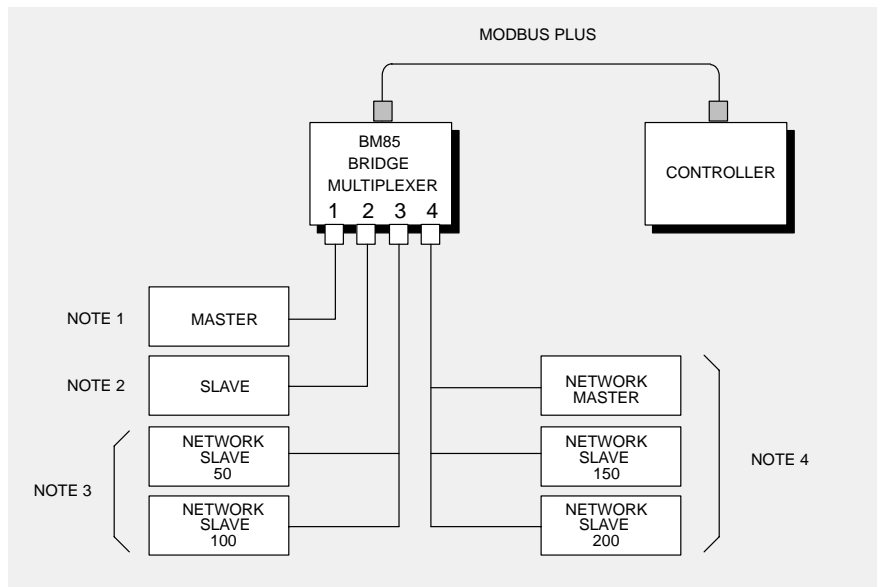 MODBUS PLUS
BM85
BRIDGE
MULTIPLEXER
1 2 3 4
CONTROLLER
NOTE 1
MASTER
NOTE 2
SLAVE
NOTE 3
NETWORK
SLAVE
50
NETWORK
SLAVE
100
NETWORK
MASTER
NETWORK
SLAVE
150
NETWORK
SLAVE
200
NOTE 4